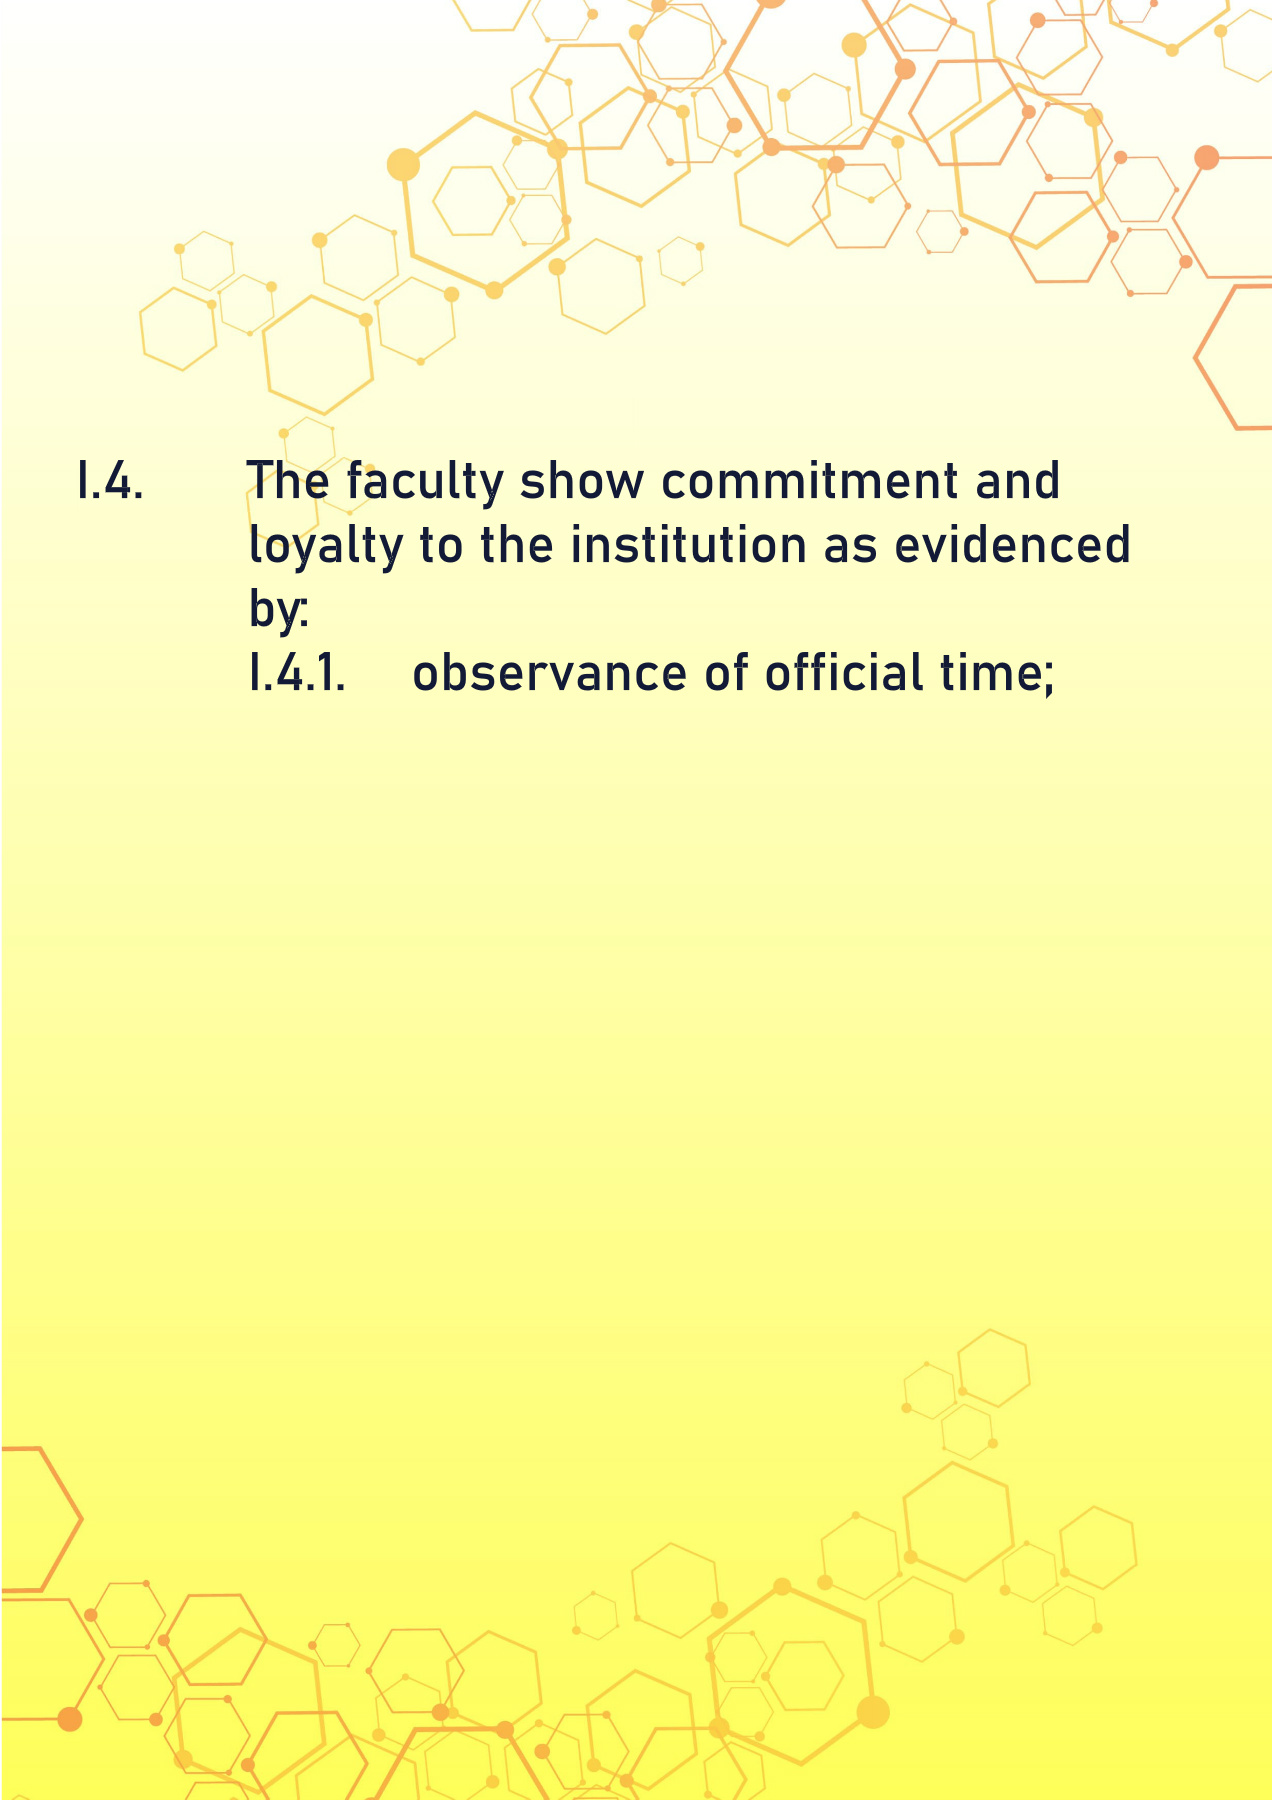 I.4. The faculty show commitment and
loyalty to the institution as evidenced
by:
I.4.1. observance of official time;